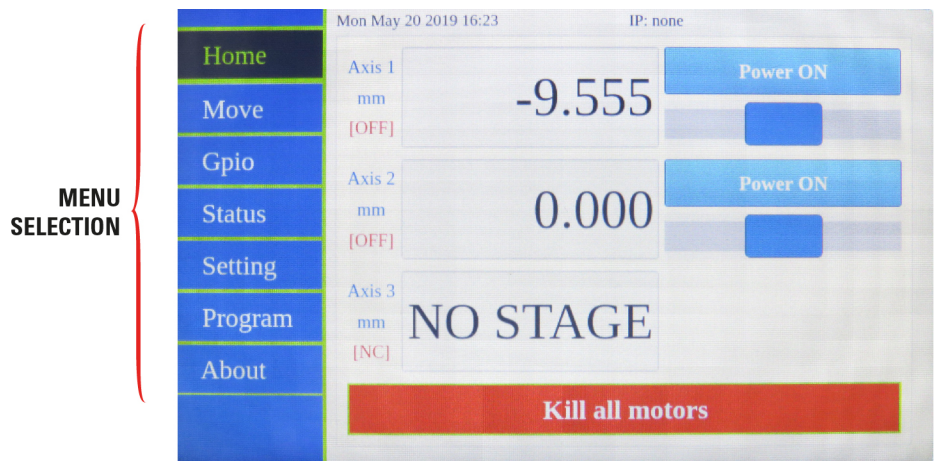 MENU
SELECTION
Mon May 20 2019 16:23
IP: none
Home
Move
Gpio
Status
Setting
Program
About
Axis 1
mm
[OFF]
-9.555
Power ON
Axis 2
mm
[OFF]
0.000
Power ON
Axis 3
mm
[NC]
NO STAGE
Kill all motors